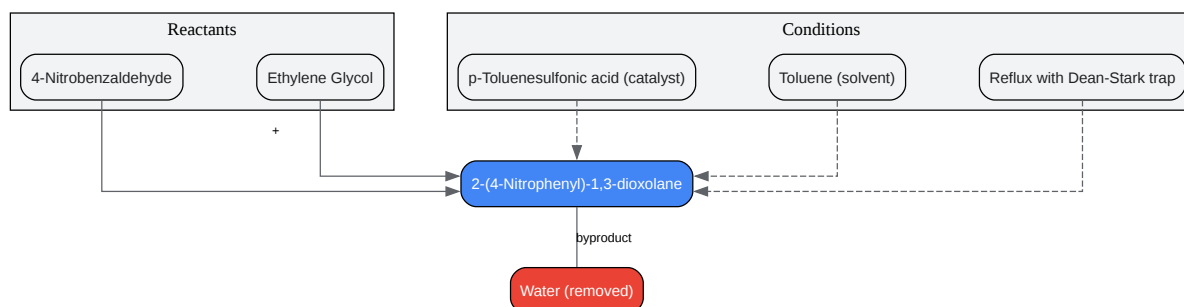 Reactants
Conditions
4-Nitrobenzaldehyde
Ethylene Glycol
p-Toluenesulfonic acid (catalyst)
Toluene (solvent)
Reflux with Dean-Stark trap
+
2-(4-Nitrophenyl)-1,3-dioxolane
byproduct
Water (removed)